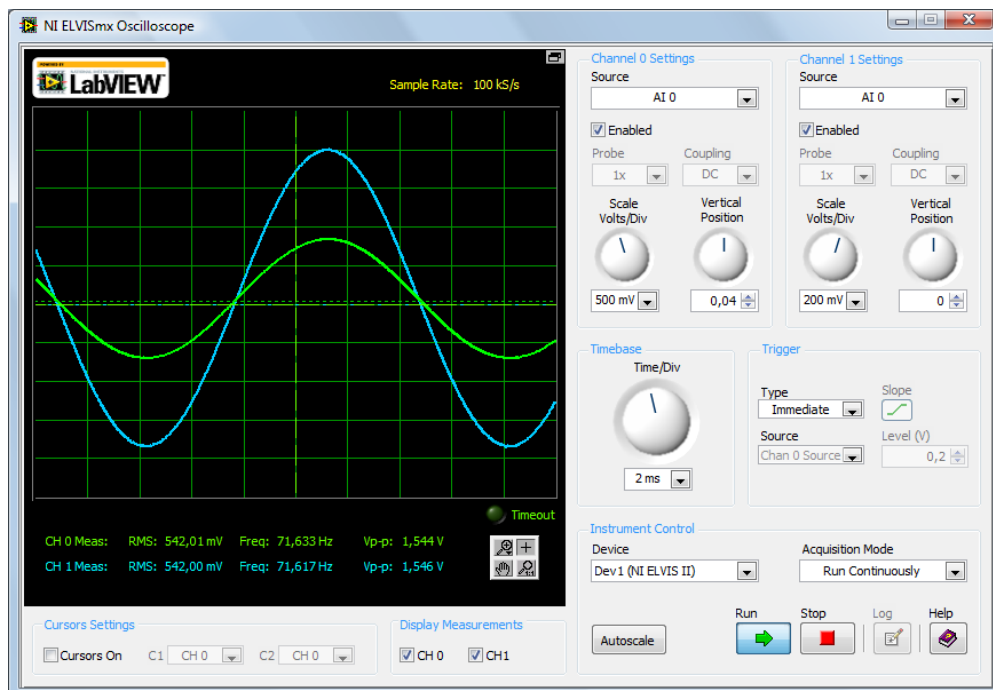 NI ELVISmx Oscilloscope
POWERED BY
LabVIEW
Sample Rate: 100 kS/s
Timeout
CH 0 Meas: RMS: 542,01 mV Freq: 71,633 Hz Vp-p: 1,544 V
CH 1 Meas: RMS: 542,00 mV Freq: 71,617 Hz Vp-p: 1,546 V
Cursors Settings
Cursors On C1 CH 0 C2 CH 0
Display Measurements
CH 0 CH1
Channel 0 Settings
Source
AI 0
Enabled
Probe Coupling
1x DC
Scale Volts/Div Vertical Position
500 mV 0,04
Channel 1 Settings
Source
AI 0
Enabled
Probe Coupling
1x DC
Scale Volts/Div Vertical Position
200 mV 0
Timebase
Time/Div
2 ms
Trigger
Type Slope
Immediate
Source Level (V)
Chan 0 Source 0,2
Instrument Control
Device Acquisition Mode
Dev1 (NI ELVIS II) Run Continuously
Run Stop Log Help
Autoscale